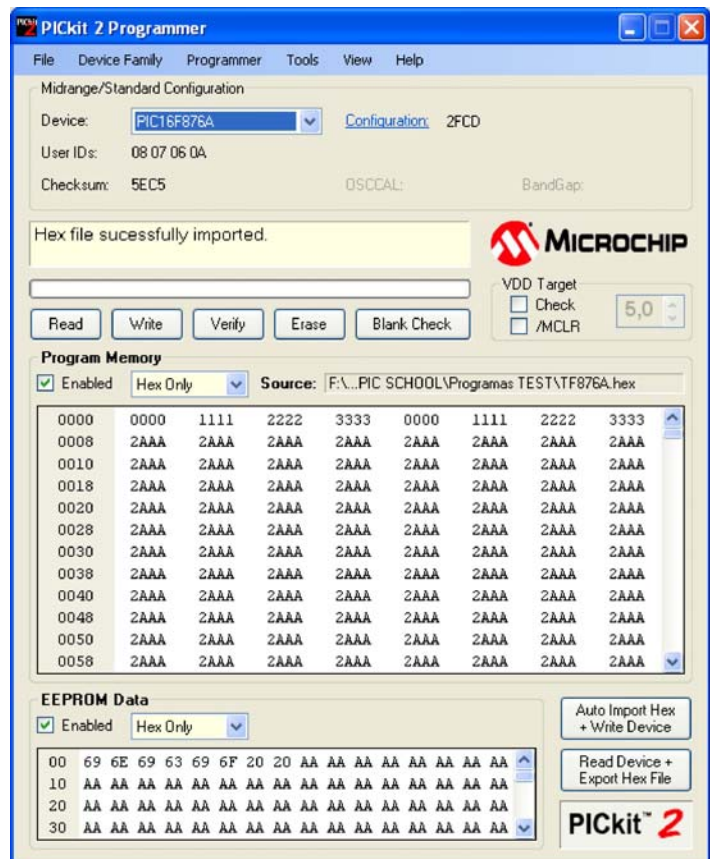 PICkit 2 Programmer
File Device Family Programmer Tools View Help
Midrange/Standard Configuration
Device: PIC16F876A Configuration: 2FCD
User IDs: 08 07 06 0A
Checksum: 5EC5 OSCCAL: BandGap:
Hex file sucessfully imported.
MICROCHIP
VDD Target
Check
/MCLR
5,0
Read Write Verify Erase Blank Check
Program Memory
Enabled Hex Only Source: F:\...PIC SCHOOL\Programas TEST\TF876A.hex
0000 0000 1111 2222 3333 0000 1111 2222 3333
0008 2AAA 2AAA 2AAA 2AAA 2AAA 2AAA 2AAA 2AAA
0010 2AAA 2AAA 2AAA 2AAA 2AAA 2AAA 2AAA 2AAA
0018 2AAA 2AAA 2AAA 2AAA 2AAA 2AAA 2AAA 2AAA
0020 2AAA 2AAA 2AAA 2AAA 2AAA 2AAA 2AAA 2AAA
0028 2AAA 2AAA 2AAA 2AAA 2AAA 2AAA 2AAA 2AAA
0030 2AAA 2AAA 2AAA 2AAA 2AAA 2AAA 2AAA 2AAA
0038 2AAA 2AAA 2AAA 2AAA 2AAA 2AAA 2AAA 2AAA
0040 2AAA 2AAA 2AAA 2AAA 2AAA 2AAA 2AAA 2AAA
0048 2AAA 2AAA 2AAA 2AAA 2AAA 2AAA 2AAA 2AAA
0050 2AAA 2AAA 2AAA 2AAA 2AAA 2AAA 2AAA 2AAA
0058 2AAA 2AAA 2AAA 2AAA 2AAA 2AAA 2AAA 2AAA
EEPROM Data
Enabled Hex Only
00 69 6E 69 63 69 6F 20 20 AA AA AA AA AA AA AA AA
10 AA AA AA AA AA AA AA AA AA AA AA AA AA AA AA AA
20 AA AA AA AA AA AA AA AA AA AA AA AA AA AA AA AA
30 AA AA AA AA AA AA AA AA AA AA AA AA AA AA AA AA
Auto Import Hex
+ Write Device
Read Device +
Export Hex File
PICkit™ 2